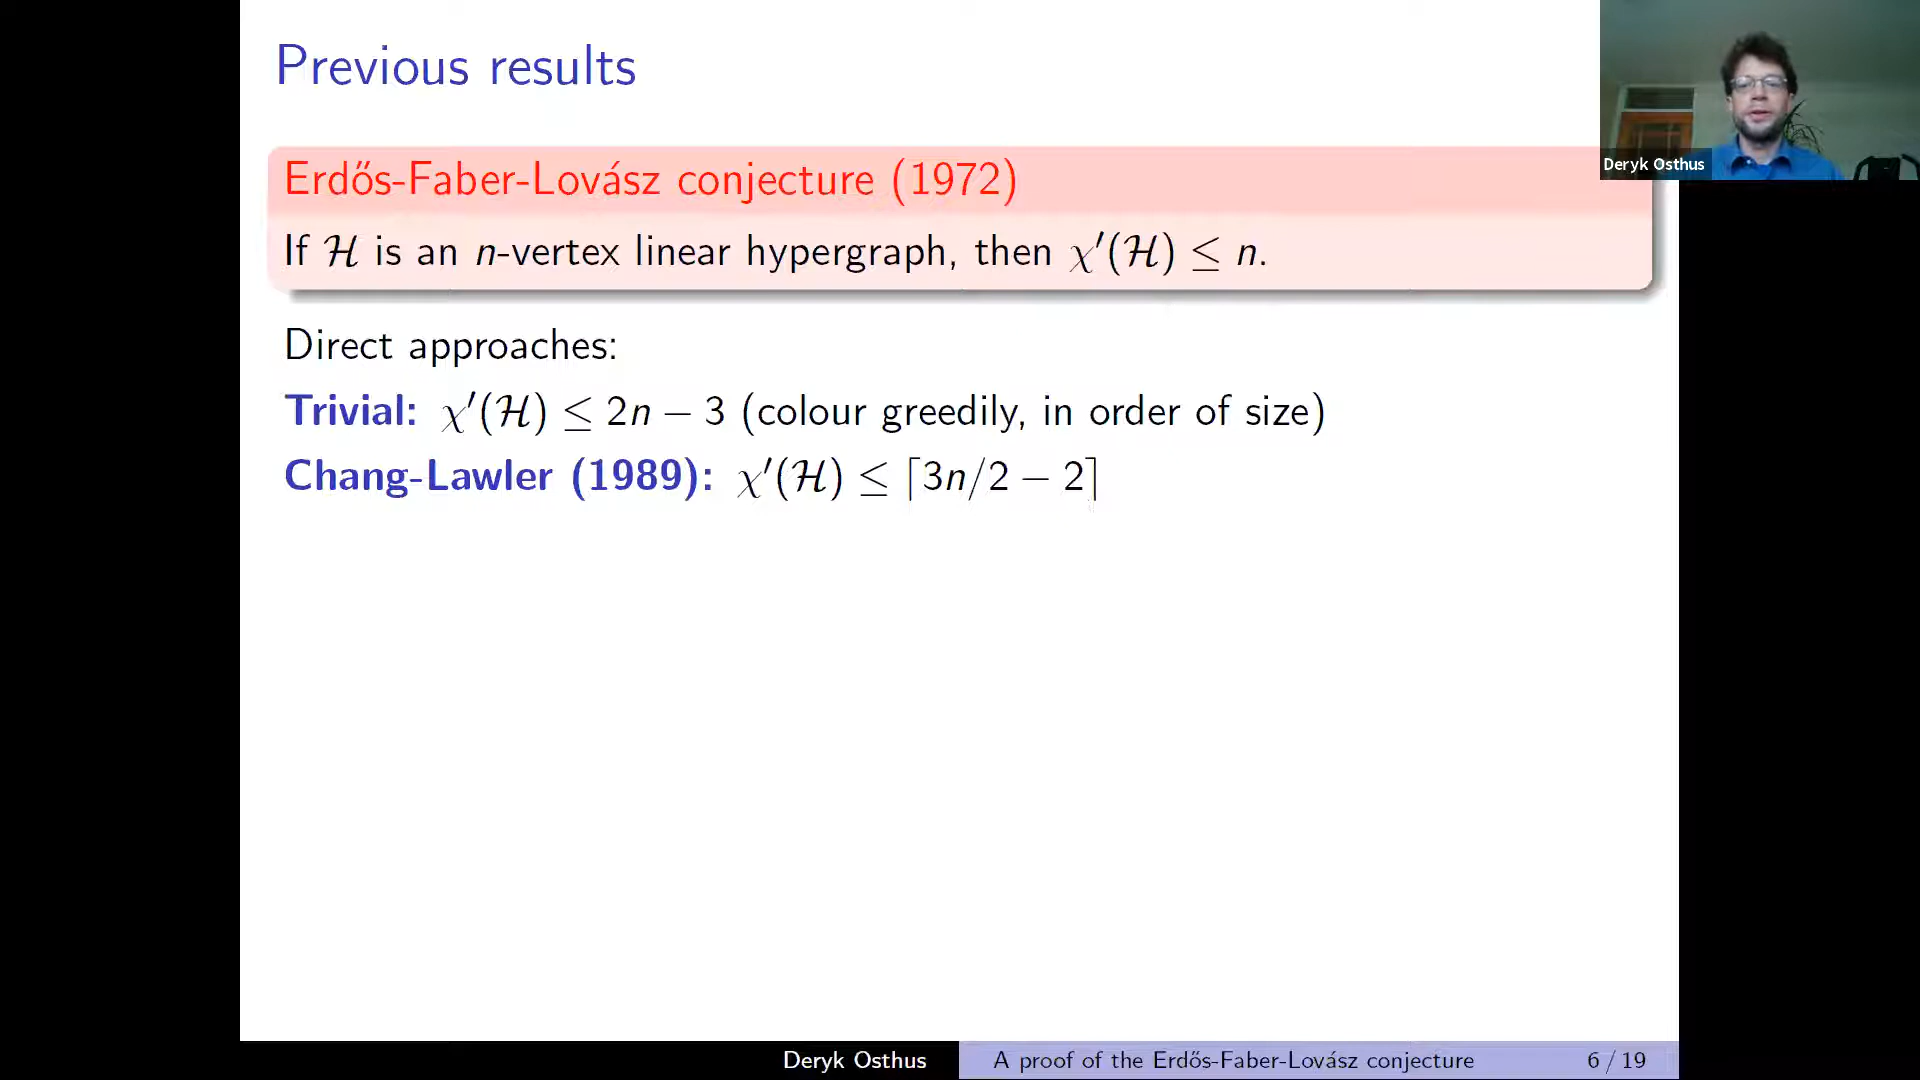 Previous results
Erdős-Faber-Lovász conjecture (1972)
If ℋ is an n-vertex linear hypergraph, then χ′(ℋ) ≤ n.
Direct approaches:
Trivial: χ′(ℋ) ≤ 2n − 3 (colour greedily, in order of size)
Chang-Lawler (1989): χ′(ℋ) ≤ ⌈3n/2 − 2⌉
Deryk Osthus
Deryk Osthus A proof of the Erdős-Faber-Lovász conjecture 6 / 19